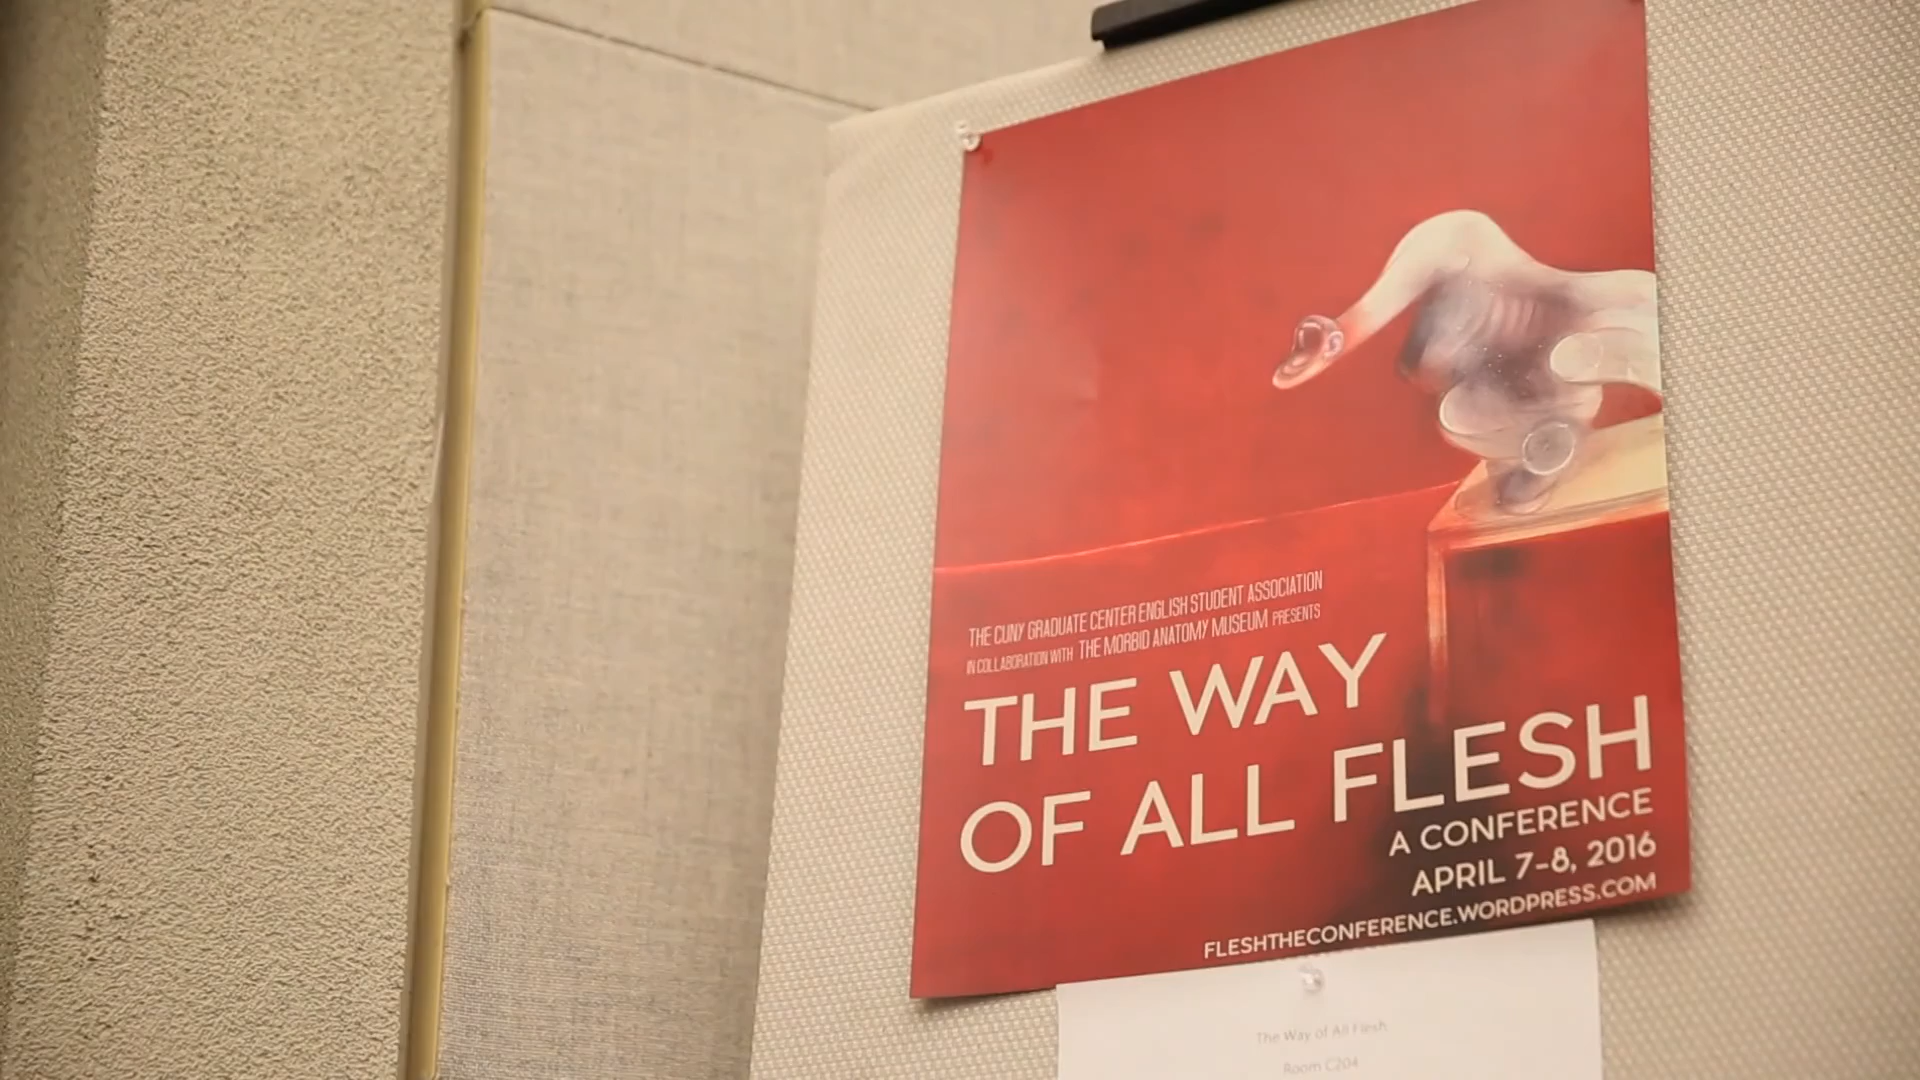 THE CUNY GRADUATE CENTER ENGLISH STUDENT ASSOCIATION
IN COLLABORATION WITH THE MORBID ANATOMY MUSEUM PRESENTS
THE WAY
OF ALL FLESH
A CONFERENCE
APRIL 7-8, 2016
FLESHTHECONFERENCE.WORDPRESS.COM
The Way of All Flesh
Room C204